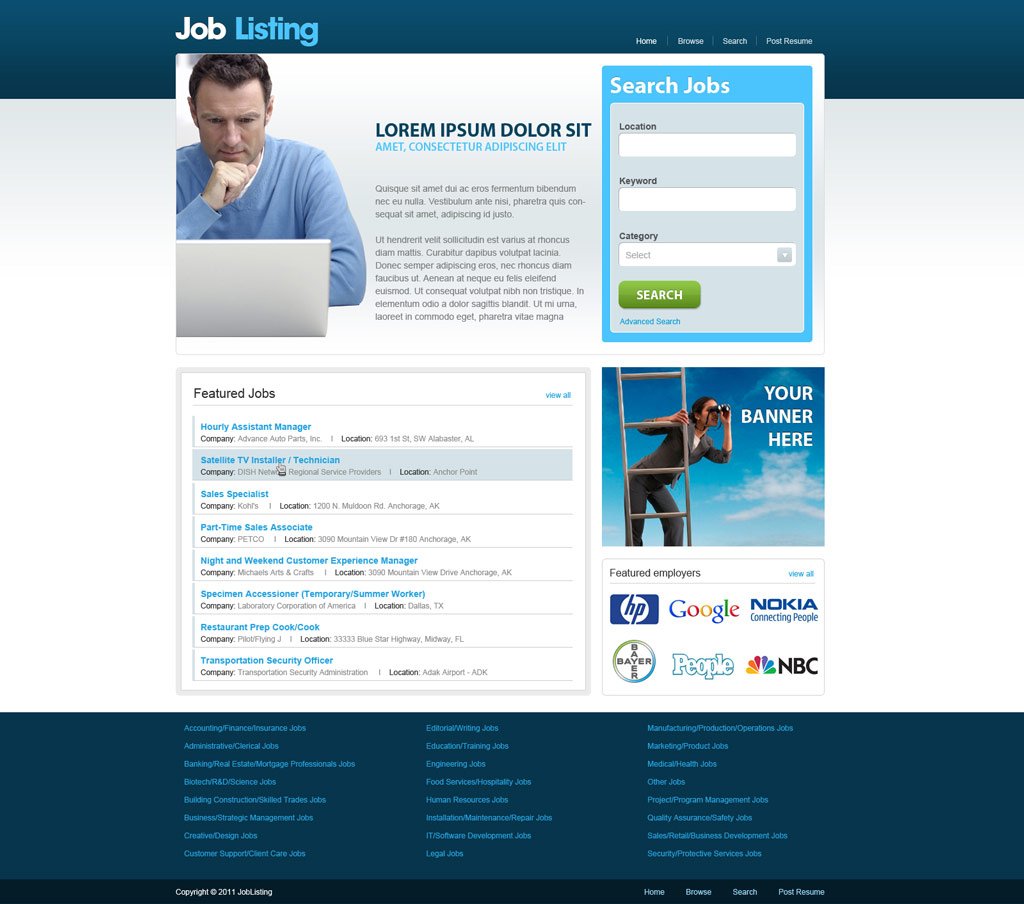 Job Listing
Home | Browse | Search | Post Resume
LOREM IPSUM DOLOR SIT
AMET, CONSECTETUR ADIPISCING ELIT
Quisque sit amet dui ac eros fermentum bibendum
nec eu nulla. Vestibulum ante nisi, pharetra quis con-
sequat sit amet, adipiscing id justo.
Ut hendrerit velit sollicitudin est varius at rhoncus
diam mattis. Curabitur dapibus volutpat lacinia.
Donec semper adipiscing eros, nec rhoncus diam
faucibus ut. Aenean at neque eu felis eleifend
euismod. Ut consequat volutpat nibh non tristique. In
elementum odio a dolor sagittis blandit. Ut mi urna,
laoreet in commodo eget, pharetra vitae magna
Search Jobs
Location
Keyword
Category
Select
SEARCH
Advanced Search
Featured Jobs view all
Hourly Assistant Manager
Company: Advance Auto Parts, Inc. | Location: 693 1st St, SW Alabaster, AL
Satellite TV Installer / Technician
Company: DISH Regional Service Providers | Location: Anchor Point
Sales Specialist
Company: Kohl's | Location: 1200 N. Muldoon Rd. Anchorage, AK
Part-Time Sales Associate
Company: PETCO | Location: 3090 Mountain View Dr #180 Anchorage, AK
Night and Weekend Customer Experience Manager
Company: Michaels Arts & Crafts | Location: 3090 Mountain View Drive Anchorage, AK
Specimen Accessioner (Temporary/Summer Worker)
Company: Laboratory Corporation of America | Location: Dallas, TX
Restaurant Prep Cook/Cook
Company: Pilot/Flying J | Location: 33333 Blue Star Highway, Midway, FL
Transportation Security Officer
Company: Transportation Security Administration | Location: Adak Airport - ADK
YOUR
BANNER
HERE
Featured employers view all
hp Google NOKIA
Connecting People
BAYER BAYER People NBC
Accounting/Finance/Insurance Jobs
Administrative/Clerical Jobs
Banking/Real Estate/Mortgage Professionals Jobs
Biotech/R&D/Science Jobs
Building Construction/Skilled Trades Jobs
Business/Strategic Management Jobs
Creative/Design Jobs
Customer Support/Client Care Jobs
Editorial/Writing Jobs
Education/Training Jobs
Engineering Jobs
Food Services/Hospitality Jobs
Human Resources Jobs
Installation/Maintenance/Repair Jobs
IT/Software Development Jobs
Legal Jobs
Manufacturing/Production/Operations Jobs
Marketing/Product Jobs
Medical/Health Jobs
Other Jobs
Project/Program Management Jobs
Quality Assurance/Safety Jobs
Sales/Retail/Business Development Jobs
Security/Protective Services Jobs
Copyright © 2011 JobListing
Home Browse Search Post Resume